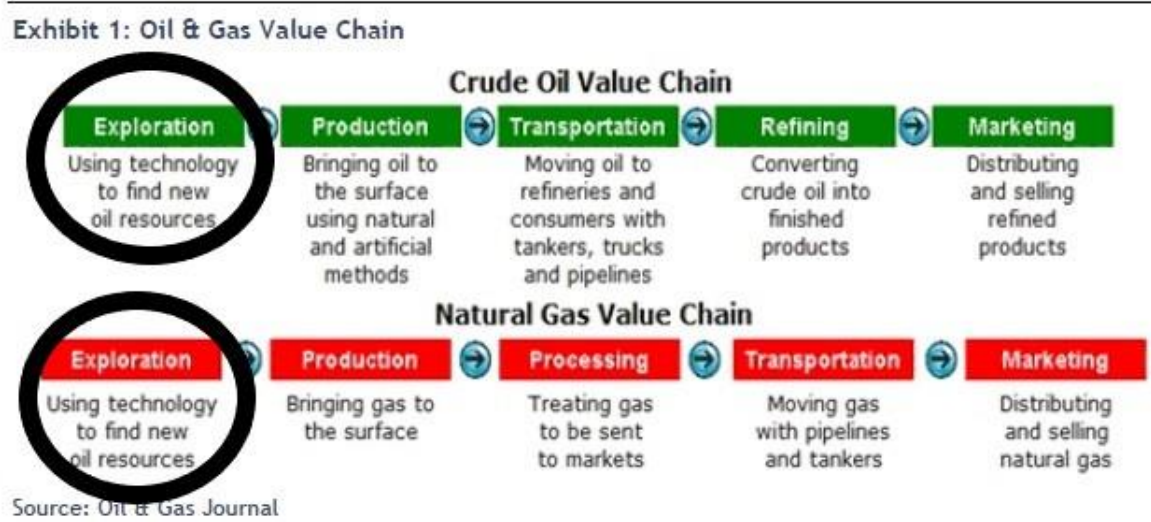 Exhibit 1: Oil & Gas Value Chain
Crude Oil Value Chain
Exploration
Production
Transportation
Refining
Marketing
Using technology
to find new
oil resources
Bringing oil to
the surface
using natural
and artificial
methods
Moving oil to
refineries and
consumers with
tankers, trucks
and pipelines
Converting
crude oil into
finished
products
Distributing
and selling
refined
products
Natural Gas Value Chain
Exploration
Production
Processing
Transportation
Marketing
Using technology
to find new
oil resources
Bringing gas to
the surface
Treating gas
to be sent
to markets
Moving gas
with pipelines
and tankers
Distributing
and selling
natural gas
Source: Oil & Gas Journal